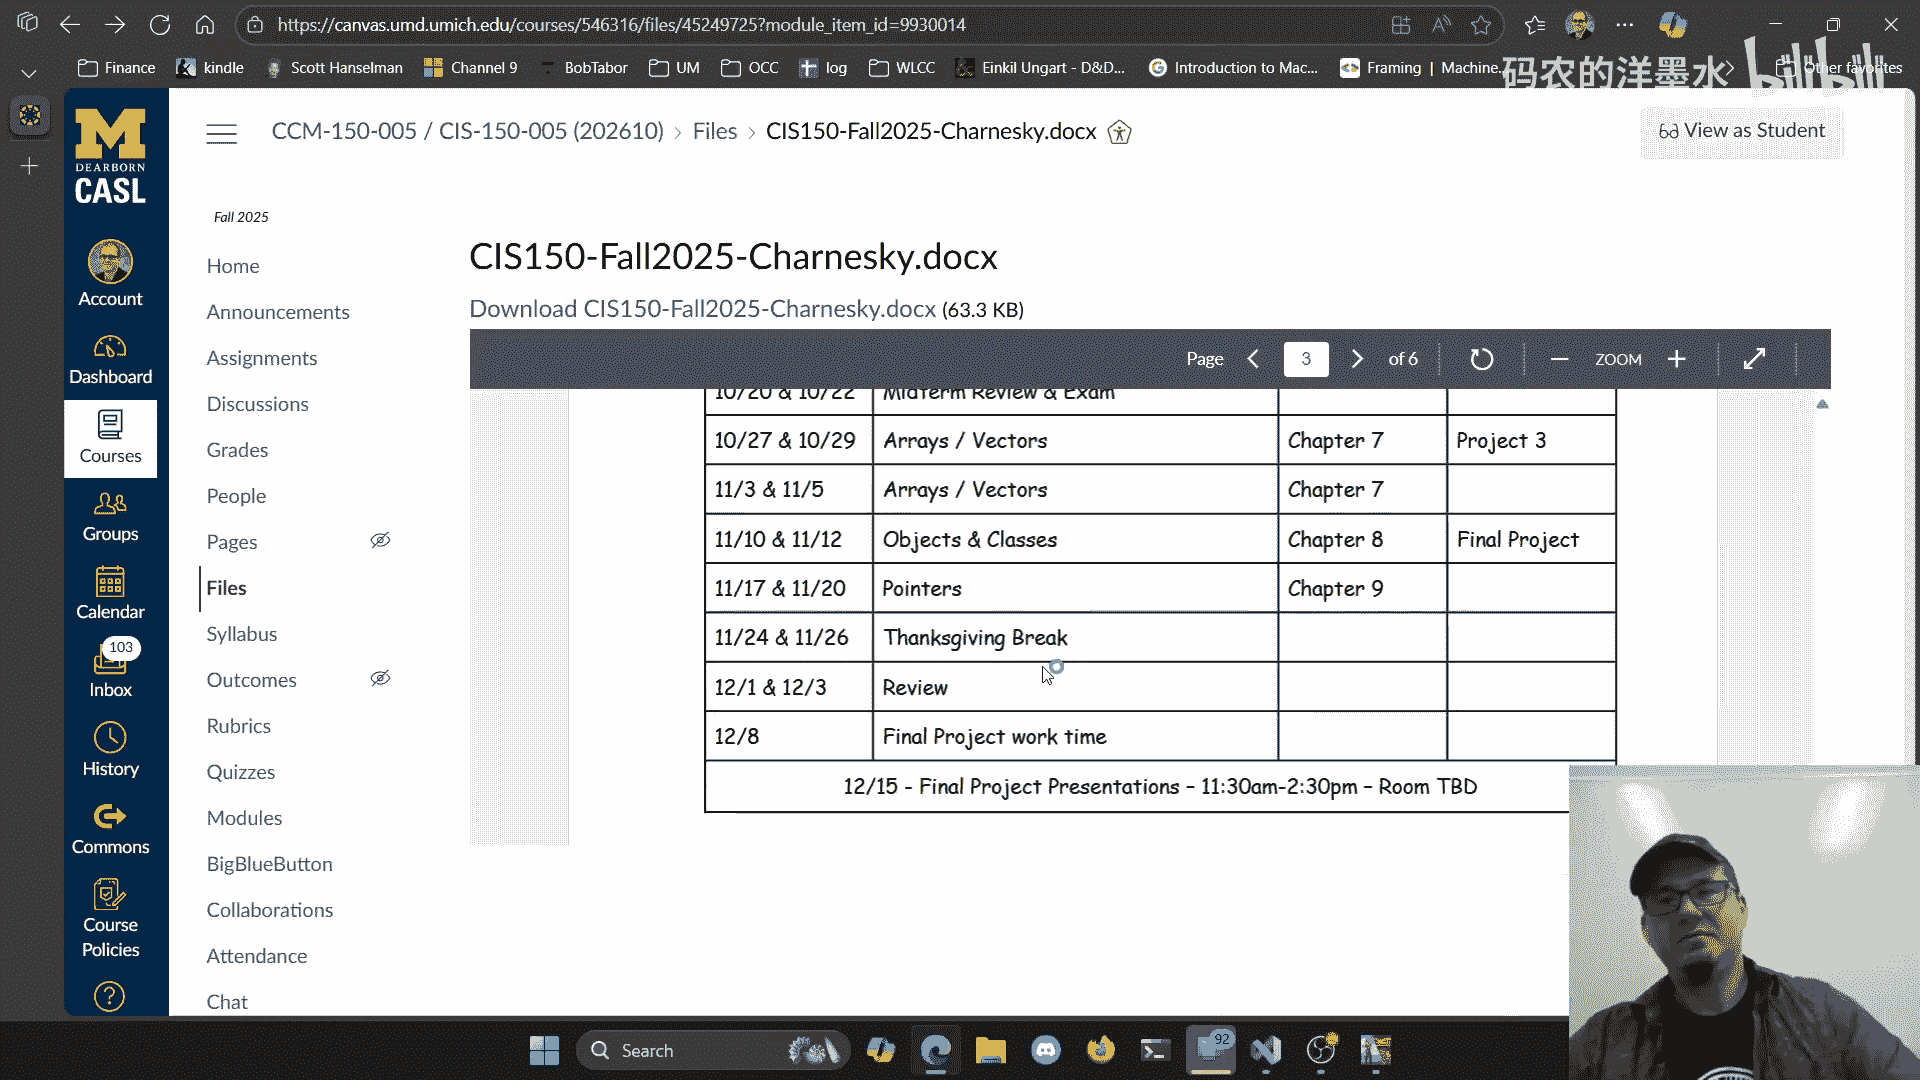 https://canvas.umd.umich.edu/courses/546316/files/45249725?module_item_id=9930014
Finance
kindle
Scott Hanselman
Channel 9
BobTabor
UM
OCC
log
WLCC
Einkil Ungart - D&D...
Introduction to Mac...
Framing | Machine...
Other favorites
码农的洋墨水
bilibili
M
DEARBORN
CASL
CCM-150-005 / CIS-150-005 (202610) › Files › CIS150-Fall2025-Charnesky.docx
View as Student
Account
Dashboard
Courses
Groups
Calendar
103
Inbox
History
Commons
Course
Policies
Fall 2025
Home
Announcements
Assignments
Discussions
Grades
People
Pages
Files
Syllabus
Outcomes
Rubrics
Quizzes
Modules
BigBlueButton
Collaborations
Attendance
Chat
CIS150-Fall2025-Charnesky.docx
Download CIS150-Fall2025-Charnesky.docx (63.3 KB)
Page 3 of 6 ZOOM
10/20 & 10/22 Midterm Review & Exam
10/27 & 10/29 Arrays / Vectors Chapter 7 Project 3
11/3 & 11/5 Arrays / Vectors Chapter 7
11/10 & 11/12 Objects & Classes Chapter 8 Final Project
11/17 & 11/20 Pointers Chapter 9
11/24 & 11/26 Thanksgiving Break
12/1 & 12/3 Review
12/8 Final Project work time
12/15 - Final Project Presentations – 11:30am-2:30pm – Room TBD
Search
92